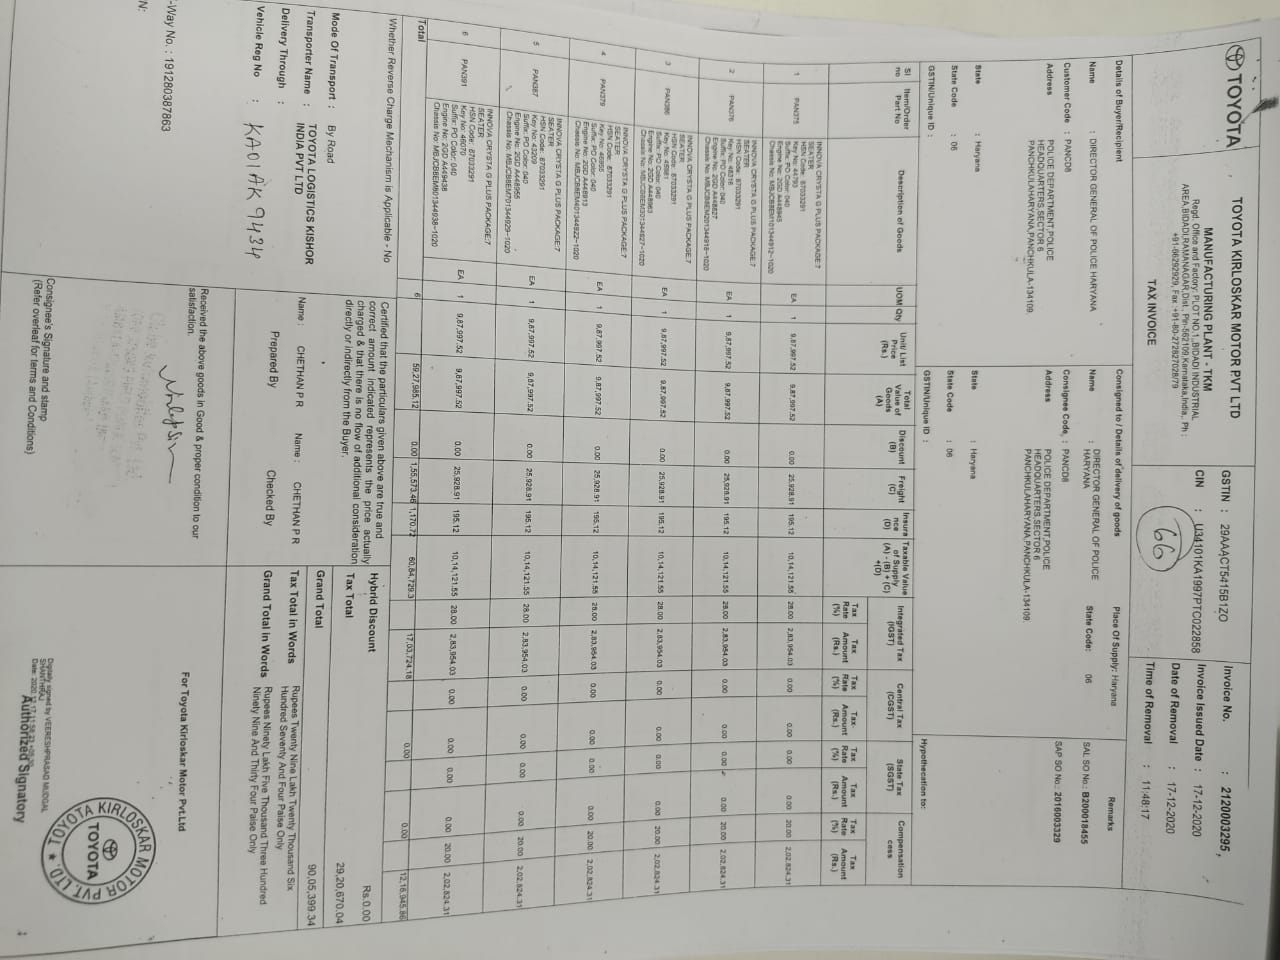 TOYOTA
TOYOTA KIRLOSKAR MOTOR PVT LTD
MANUFACTURING PLANT - TKM
Regd. Office and Factory: PLOT NO.1,,BIDADI INDUSTRIAL
AREA,BIDADI,RAMANAGAR,Dist., Pin-562109,Karnataka,India,. Ph :
+91-66292929, Fax :+91-80-272827028/79
TAX INVOICE
GSTIN : 29AAACT5415B1ZO
CIN : U34101KA1997PTC022858
66
Invoice No. : 2120003295,
Invoice Issued Date : 17-12-2020
Date of Removal : 17-12-2020
Time of Removal : 11:48:17
Details of Buyer/Recipient
Name : DIRECTOR GENERAL OF POLICE HARYANA
Customer Code : PANCD8
Address POLICE DEPARTMENT,POLICE
HEADQUARTERS,SECTOR 6
PANCHKULAHARYANA,PANCHKULA-134109.
State : Haryana
State Code : 06
GSTIN/Unique ID :
Consigned to / Details of delivery of goods
Name : DIRECTOR GENERAL OF POLICE
HARYANA
Consignee Code, : PANCD8
Address POLICE DEPARTMENT,POLICE
HEADQUARTERS,SECTOR 6
PANCHKULAHARYANA,PANCHKULA-134109.
State : Haryana
State Code : 06
GSTIN/Unique ID :
Place Of Supply: Haryana
State Code: 06
Remarks
SAL SO No.: B200018455
SAP SO No.: 2016003329
Hypothecation to:
Sl no Item/Order Part No Description of Goods UOM Qty Unit/ List Price (Rs.) Total Value of Goods (A) Discount (B) Freight (C) Insura nce (D) Taxable Value of Supply (A) - (B) + (C) +(D) Integrated Tax (IGST) Central Tax (CGST) State Tax (SGST) Compensation cess
Tax Rate (%) Tax Amount (Rs.) Tax Rate (%) Tax Amount (Rs.) Tax Rate (%) Tax Amount (Rs.) Tax Rate (%) Tax Amount (Rs.)
INNOVA CRYSTA G PLUS PACKAGE:7
SEATER
HSN Code: 87033291
1 PAN375 Key No: 44793 EA 1 9,87,997.52 9,87,997.52 0.00 25,928.91 195.12 10,14,121.55 28.00 2,83,954.03 0.00 0.00 0.00 0.00 20.00 2,02,824.31
Suffix: PO Color: 040
Engine No: 2GD A448945
Chassis No: MBJCB8EM101344912-1020
INNOVA CRYSTA G PLUS PACKAGE:7
SEATER
HSN Code: 87033291
2 PAN376 Key No: 48316 EA 1 9,87,997.52 9,87,997.52 0.00 25,928.91 195.12 10,14,121.55 28.00 2,83,954.03 0.00 0.00 0.00 0.00 20.00 2,02,824.31
Suffix: PO Color: 040
Engine No: 2GD A448827
Chassis No: MBJCB8EM201344918-1020
INNOVA CRYSTA G PLUS PACKAGE:7
SEATER
HSN Code: 87033291
3 PAN386 Key No: 45981 EA 1 9,87,997.52 9,87,997.52 0.00 25,928.91 195.12 10,14,121.55 28.00 2,83,954.03 0.00 0.00 0.00 0.00 20.00 2,02,824.31
Suffix: PO Color: 040
Engine No: 2GD A448963
Chassis No: MBJCB8EM301344927-1020
INNOVA CRYSTA G PLUS PACKAGE:7
SEATER
HSN Code: 87033291
4 PAN379 Key No: 46955 EA 1 9,87,997.52 9,87,997.52 0.00 25,928.91 195.12 10,14,121.55 28.00 2,83,954.03 0.00 0.00 0.00 0.00 20.00 2,02,824.31
Suffix: PO Color: 040
Engine No: 2GD A448913
Chassis No: MBJCB8EM401344922-1020
INNOVA CRYSTA G PLUS PACKAGE:7
SEATER
HSN Code: 87033291
5 PAN387 Key No: 43209 EA 1 9,87,997.52 9,87,997.52 0.00 25,928.91 195.12 10,14,121.55 28.00 2,83,954.03 0.00 0.00 0.00 0.00 20.00 2,02,824.31
Suffix: PO Color: 040
Engine No: 2GD A448955
Chassis No: MBJCB8EM701344929-1020
INNOVA CRYSTA G PLUS PACKAGE:7
SEATER
HSN Code: 87033291
6 PAN391 Key No: 46070 EA 1 9,87,997.52 9,87,997.52 0.00 25,928.91 195.12 10,14,121.55 28.00 2,83,954.03 0.00 0.00 0.00 0.00 20.00 2,02,824.31
Suffix: PO Color: 040
Engine No: 2GD A449438
Chassis No: MBJCB8EM801344938-1020
Total 6 59,27,985.12 0.00 1,55,573.46 1,170.72 60,84,729.3 17,03,724.18 0.00 0.00 12,16,945.86
Whether Reverse Charge Mechanism is Applicable - No
Mode Of Transport : By Road
Transporter Name : TOYOTA LOGISTICS KISHOR
INDIA PVT LTD
Delivery Through :
Vehicle Reg No : KA01AK9434
-Way No. : 191280387863
N:
Certified that the particulars given above are true and
correct amount indicated represents the price actually
charged & that there is no flow of additional consideration
directly or indirectly from the Buyer.
Name : CHETHAN P R Name : CHETHAN P R
Prepared By Checked By
Received the above goods in Good & proper condition to our
satisfaction.
Globe Automobiles Pvt. Ltd.
Consignee's Signature and stamp
(Refer overleaf for terms and Conditions)
Hybrid Discount Rs.0.00
Tax Total 29,20,670.04
Grand Total 90,05,399.34
Tax Total in Words Rupees Twenty Nine Lakh Twenty Thousand Six
Hundred Seventy And Four Paise Only
Grand Total in Words Rupees Ninety Lakh Five Thousand Three Hundred
Ninety Nine And Thirty Four Paise Only
For Toyota Kirloskar Motor Pvt.Ltd
TOYOTA KIRLOSKAR MOTOR PVT. LTD.
TOYOTA
Digitally signed by VEERESHPRASAD MUDGAL
SHANTHRAJ
Date: 2020.12.17 11:58:23 +05:30
Authorized Signatory